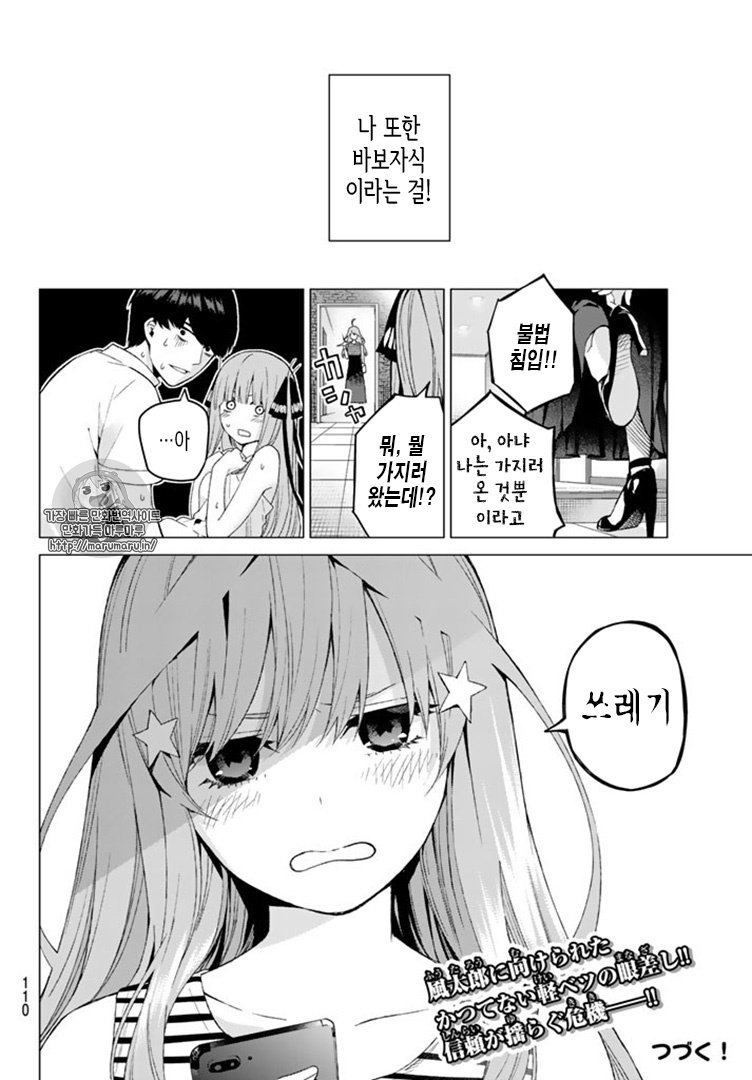 나 또한
바보자식
이라는 걸!
불법
침입!!
아, 아냐
나는 가지러
온 것뿐
이라고
カシャ
뭐, 뭘
가지러
왔는데!?
…아
가장 빠른 만화번역사이트
만화가득 마루마루
http://marumaru.in/
쓰레기
風太郎に向けられた
かつてない軽ベツの眼差し!!
信頼が揺らぐ危機――!!
つづく!
110